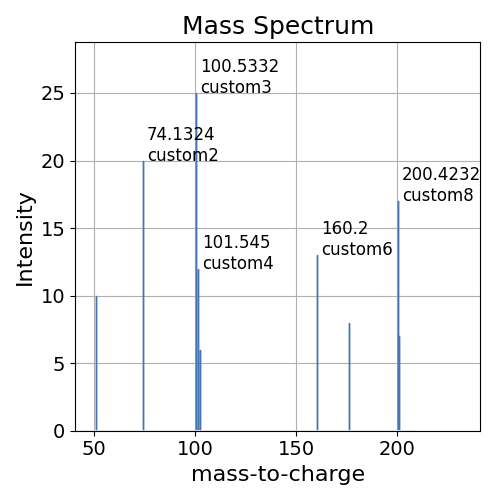 Mass Spectrum
100.5332
custom3
74.1324
custom2
200.4232
custom8
160.2
custom6
101.545
custom4
25
20
15
10
5
0
Intensity
50 100 150 200
mass-to-charge